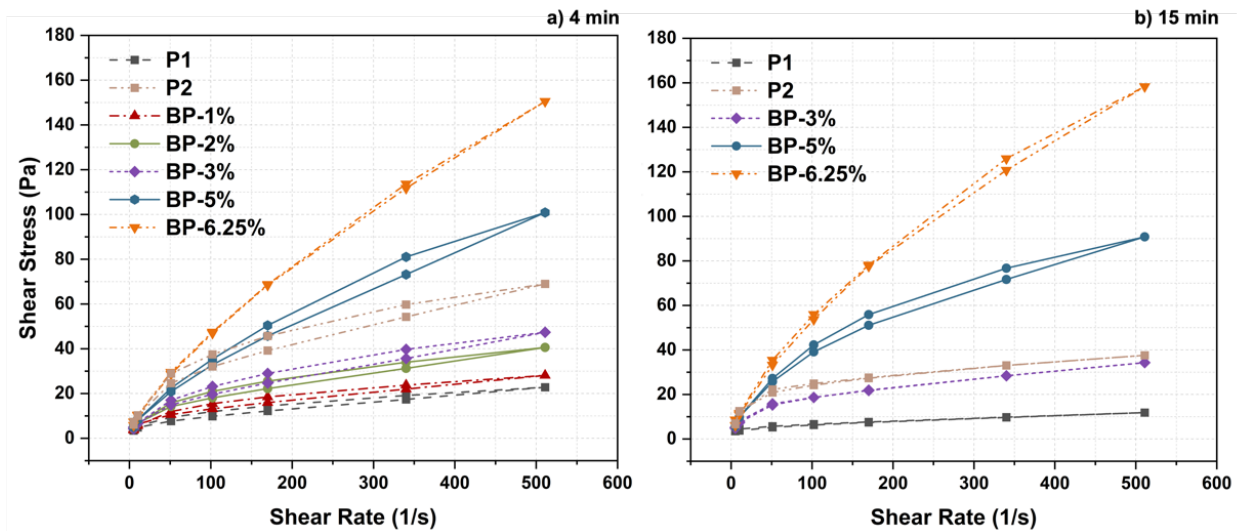 a) 4 min
180
160
140
120
100
80
60
40
20
0
Shear Stress (Pa)
P1
P2
BP-1%
BP-2%
BP-3%
BP-5%
BP-6.25%
0 100 200 300 400 500 600
Shear Rate (1/s)
b) 15 min
180
160
140
120
100
80
60
40
20
0
P1
P2
BP-3%
BP-5%
BP-6.25%
0 100 200 300 400 500 600
Shear Rate (1/s)